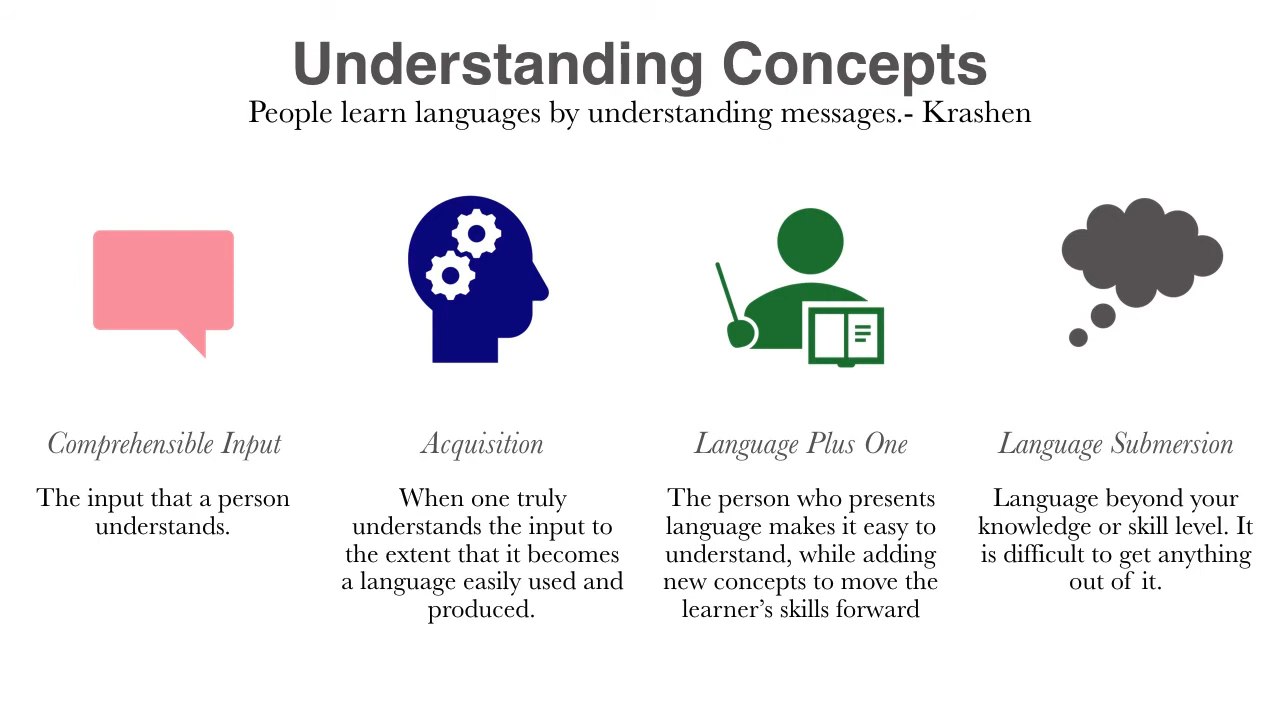 Understanding Concepts
People learn languages by understanding messages.- Krashen
Comprehensible Input
The input that a person
understands.
Acquisition
When one truly
understands the input to
the extent that it becomes
a language easily used and
produced.
Language Plus One
The person who presents
language makes it easy to
understand, while adding
new concepts to move the
learner’s skills forward
Language Submersion
Language beyond your
knowledge or skill level. It
is difficult to get anything
out of it.